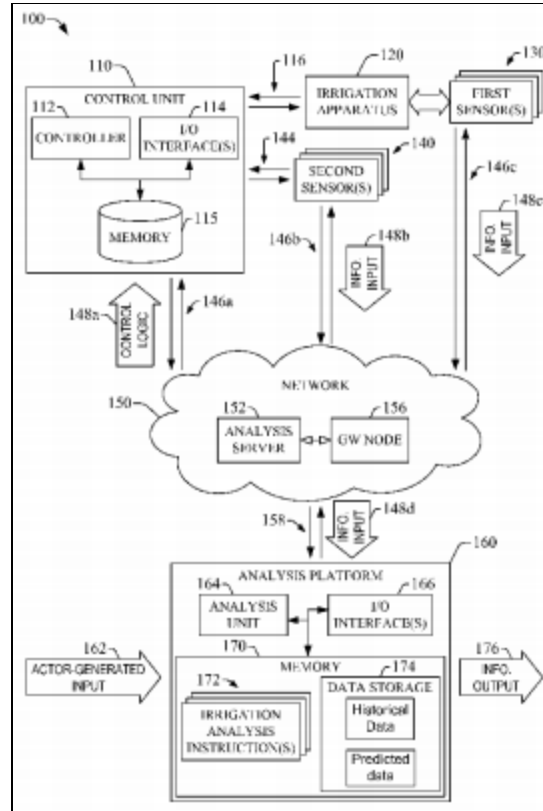 100
110
CONTROL UNIT
112
114
CONTROLLER
I/O
INTERFACE(S)
115
MEMORY
116
120
IRRIGATION
APPARATUS
130
FIRST
SENSOR(S)
144
140
SECOND
SENSOR(S)
146c
148c
INFO.
INPUT
146b
148b
INFO.
INPUT
148a
CONTROL
LOGIC
146a
NETWORK
150
152
156
ANALYSIS
SERVER
GW NODE
158
148d
INFO.
INPUT
160
ANALYSIS PLATFORM
164
166
ANALYSIS
UNIT
I/O
INTERFACE(S)
162
ACTOR-GENERATED
INPUT
170
MEMORY
172
174
IRRIGATION
ANALYSIS
INSTRUCTION(S)
DATA STORAGE
Historical
Data
Predicted
data
176
INFO.
OUTPUT